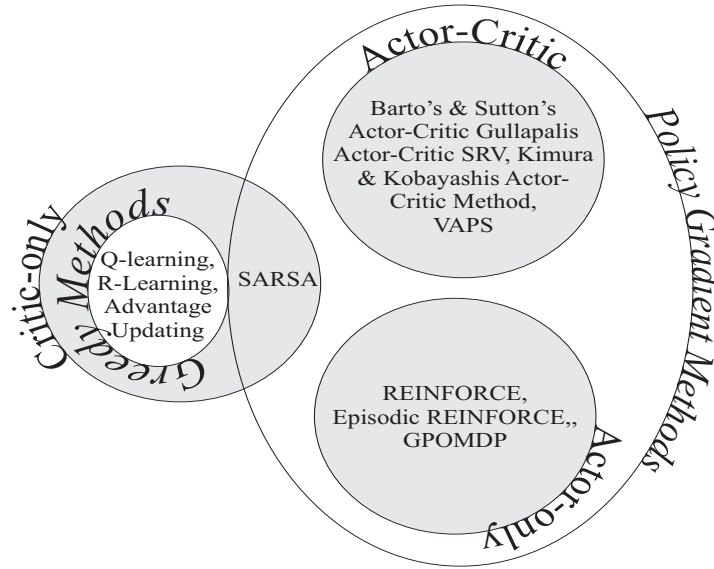 Actor-Critic
Barto's & Sutton's
Actor-Critic Gullapalis
Actor-Critic SRV, Kimura
& Kobayashis Actor-
Critic Method,
VAPS
Policy Gradient Methods
Critic-only
Greedy Methods
Q-learning,
R-Learning,
Advantage
Updating
SARSA
REINFORCE,
Episodic REINFORCE,,
GPOMDP
Actor-only